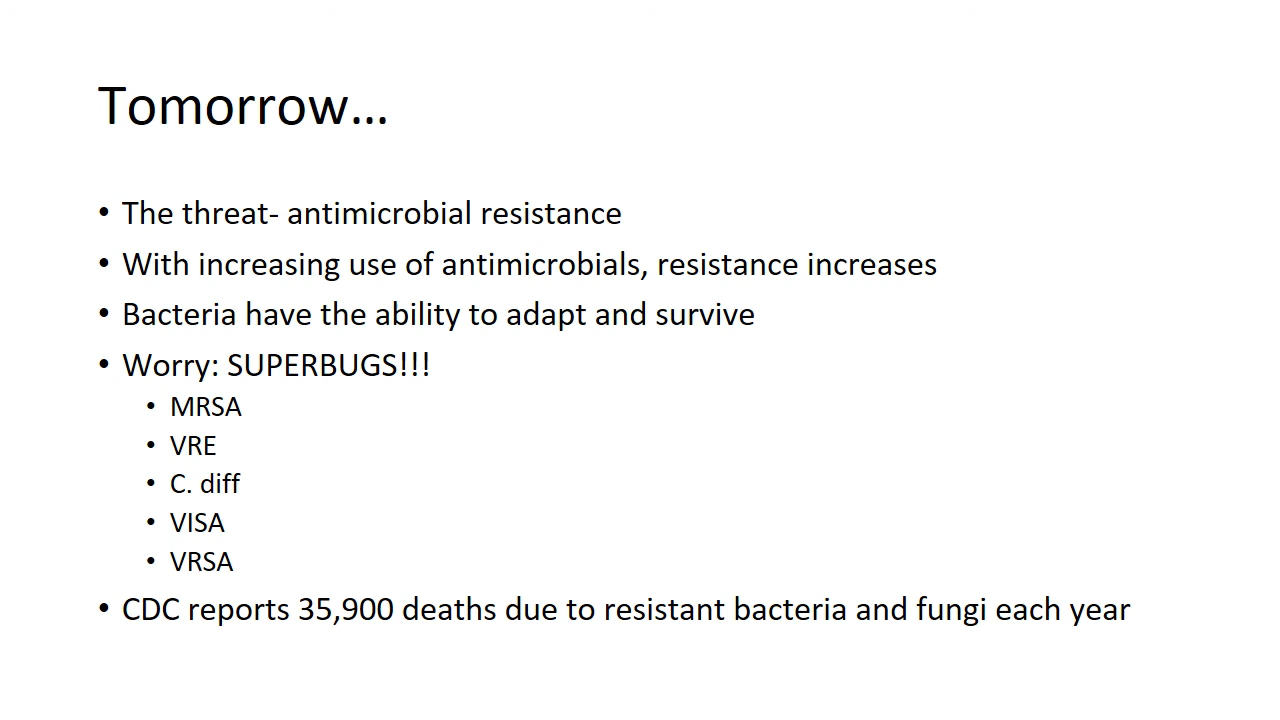 Tomorrow...
• The threat- antimicrobial resistance
• With increasing use of antimicrobials, resistance increases
• Bacteria have the ability to adapt and survive
• Worry: SUPERBUGS!!!
• MRSA
• VRE
• C. diff
• VISA
• VRSA
• CDC reports 35,900 deaths due to resistant bacteria and fungi each year